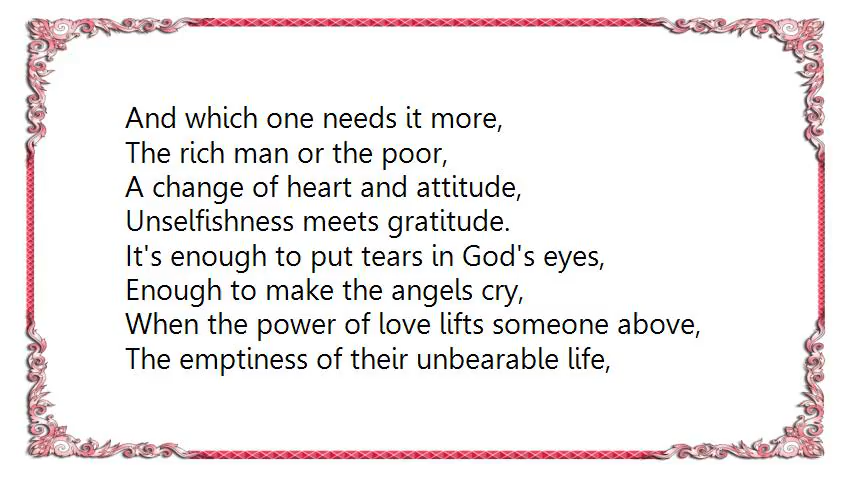 And which one needs it more,
The rich man or the poor,
A change of heart and attitude,
Unselfishness meets gratitude.
It's enough to put tears in God's eyes,
Enough to make the angels cry,
When the power of love lifts someone above,
The emptiness of their unbearable life,